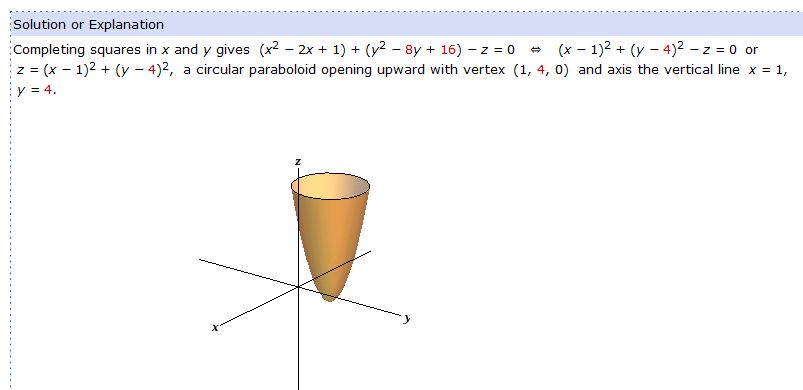 Solution or Explanation
Completing squares in x and y gives (x² − 2x + 1) + (y² − 8y + 16) − z = 0 ⇔ (x − 1)² + (y − 4)² − z = 0 or
z = (x − 1)² + (y − 4)², a circular paraboloid opening upward with vertex (1, 4, 0) and axis the vertical line x = 1,
y = 4.
z
x
y